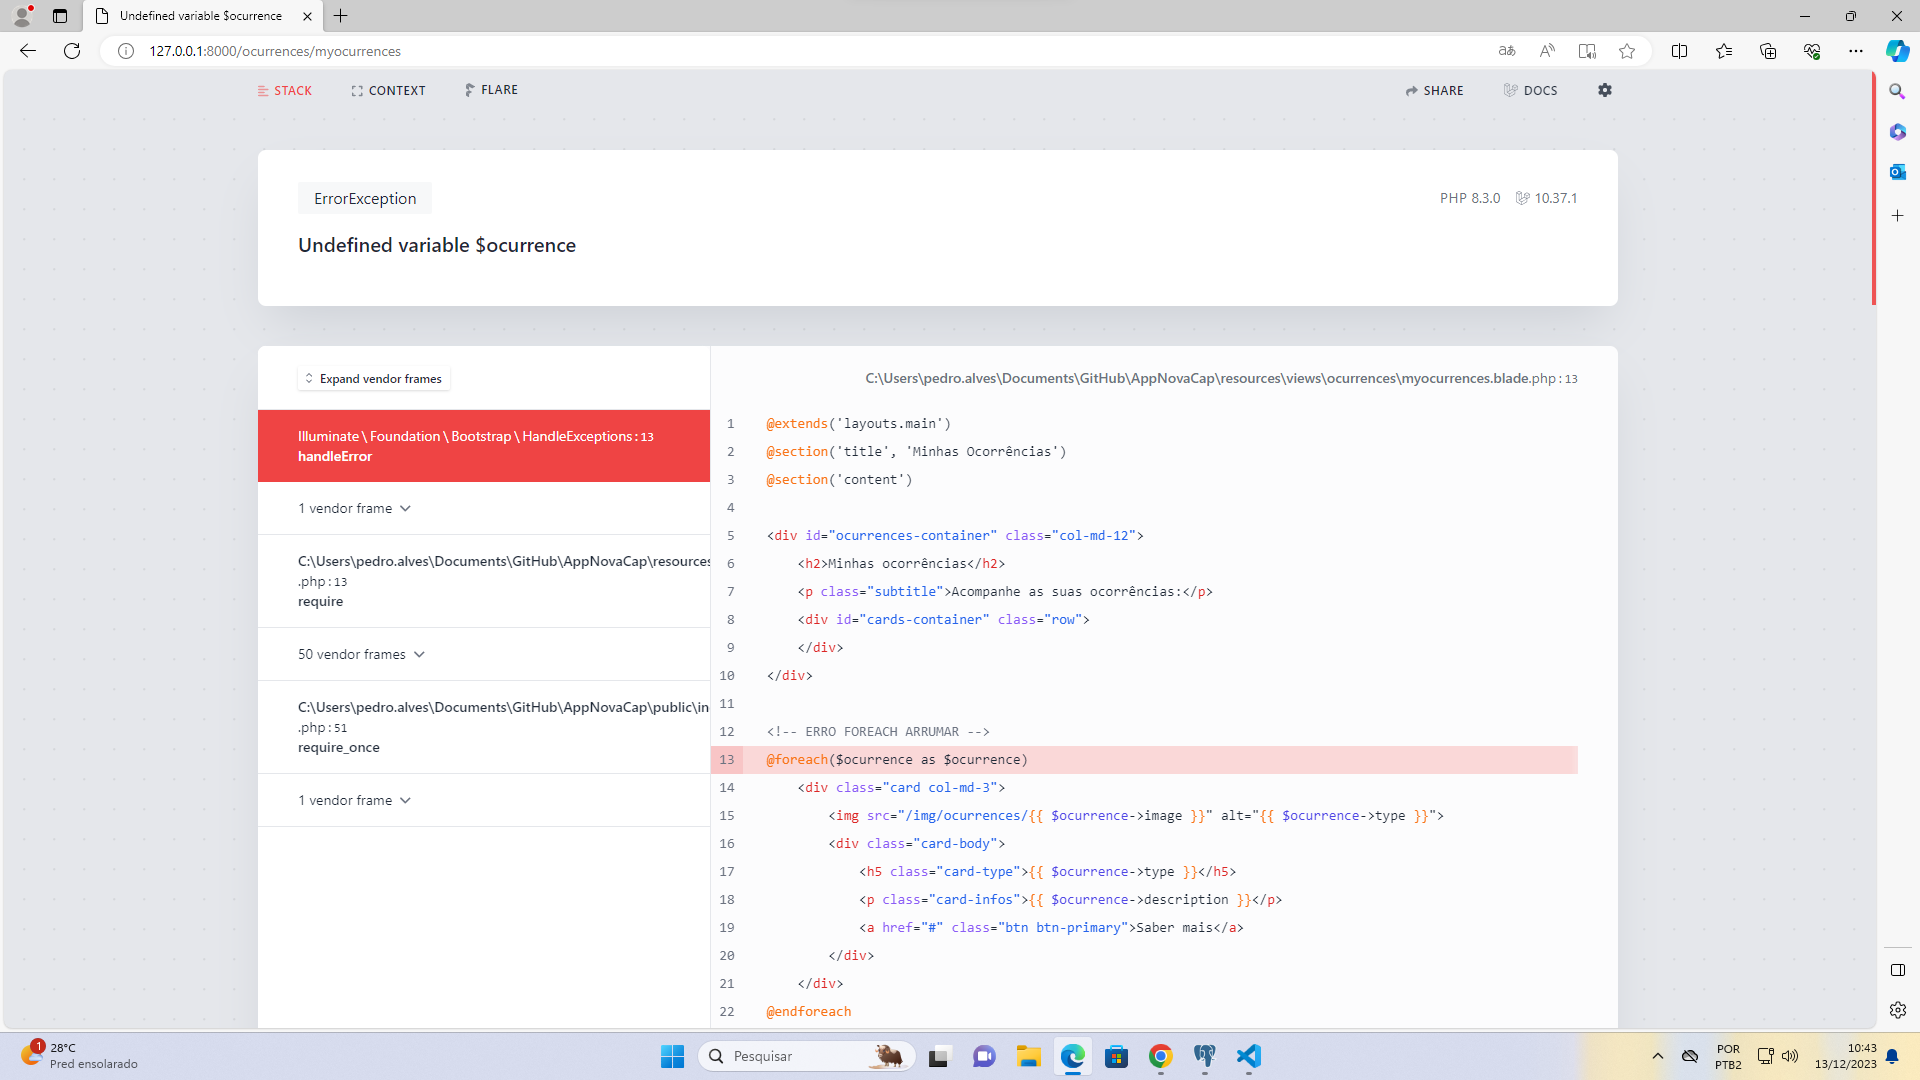 Undefined variable $ocurrence
127.0.0.1:8000/ocurrences/myocurrences
aあ
STACK
CONTEXT
FLARE
SHARE
DOCS
ErrorException
PHP 8.3.0
10.37.1
Undefined variable $ocurrence
Expand vendor frames
Illuminate\Foundation\Bootstrap\HandleExceptions:13
handleError
1 vendor frame
C:\Users\pedro.alves\Documents\GitHub\AppNovaCap\resources
.php:13
require
50 vendor frames
C:\Users\pedro.alves\Documents\GitHub\AppNovaCap\public\in
.php:51
require_once
1 vendor frame
C:\Users\pedro.alves\Documents\GitHub\AppNovaCap\resources\views\ocurrences\myocurrences.blade.php:13
1 @extends('layouts.main')
2 @section('title', 'Minhas Ocorrências')
3 @section('content')
4
5 <div id="ocurrences-container" class="col-md-12">
6 <h2>Minhas ocorrências</h2>
7 <p class="subtitle">Acompanhe as suas ocorrências:</p>
8 <div id="cards-container" class="row">
9 </div>
10 </div>
11
12 <!-- ERRO FOREACH ARRUMAR -->
13 @foreach($ocurrence as $ocurrence)
14 <div class="card col-md-3">
15 <img src="/img/ocurrences/{{ $ocurrence->image }}" alt="{{ $ocurrence->type }}">
16 <div class="card-body">
17 <h5 class="card-type">{{ $ocurrence->type }}</h5>
18 <p class="card-infos">{{ $ocurrence->description }}</p>
19 <a href="#" class="btn btn-primary">Saber mais</a>
20 </div>
21 </div>
22 @endforeach
1
28°C
Pred ensolarado
Pesquisar
POR
PTB2
10:43
13/12/2023